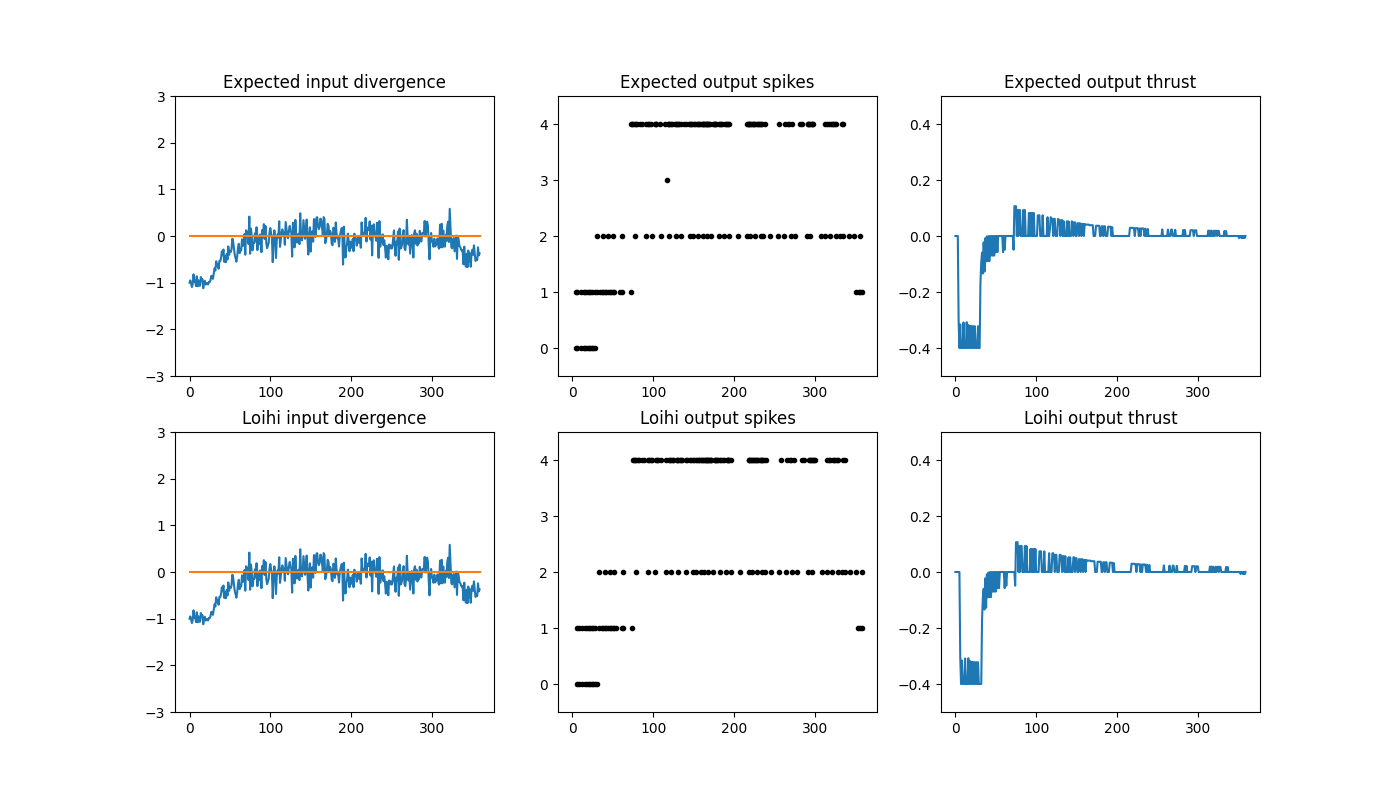 Expected input divergence
3
2
1
0
−1
−2
−3
0 100 200 300
Expected output spikes
4
3
2
1
0
0 100 200 300
Expected output thrust
0.4
0.2
0.0
−0.2
−0.4
0 100 200 300
Loihi input divergence
3
2
1
0
−1
−2
−3
0 100 200 300
Loihi output spikes
4
3
2
1
0
0 100 200 300
Loihi output thrust
0.4
0.2
0.0
−0.2
−0.4
0 100 200 300